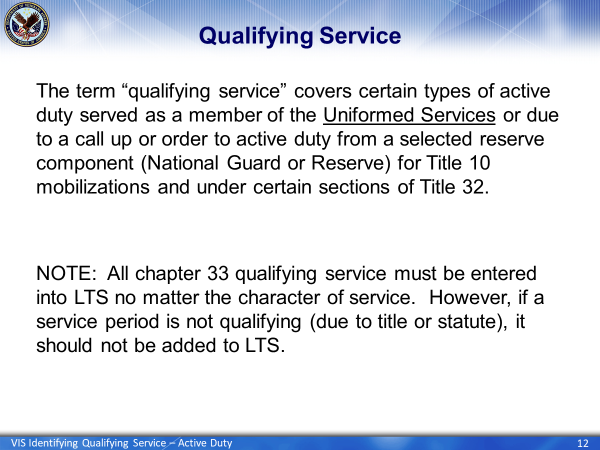 Qualifying Service
The term “qualifying service” covers certain types of active
duty served as a member of the Uniformed Services or due
to a call up or order to active duty from a selected reserve
component (National Guard or Reserve) for Title 10
mobilizations and under certain sections of Title 32.
NOTE:  All chapter 33 qualifying service must be entered
into LTS no matter the character of service.  However, if a
service period is not qualifying (due to title or statute), it
should not be added to LTS.
VIS Identifying Qualifying Service – Active Duty
12